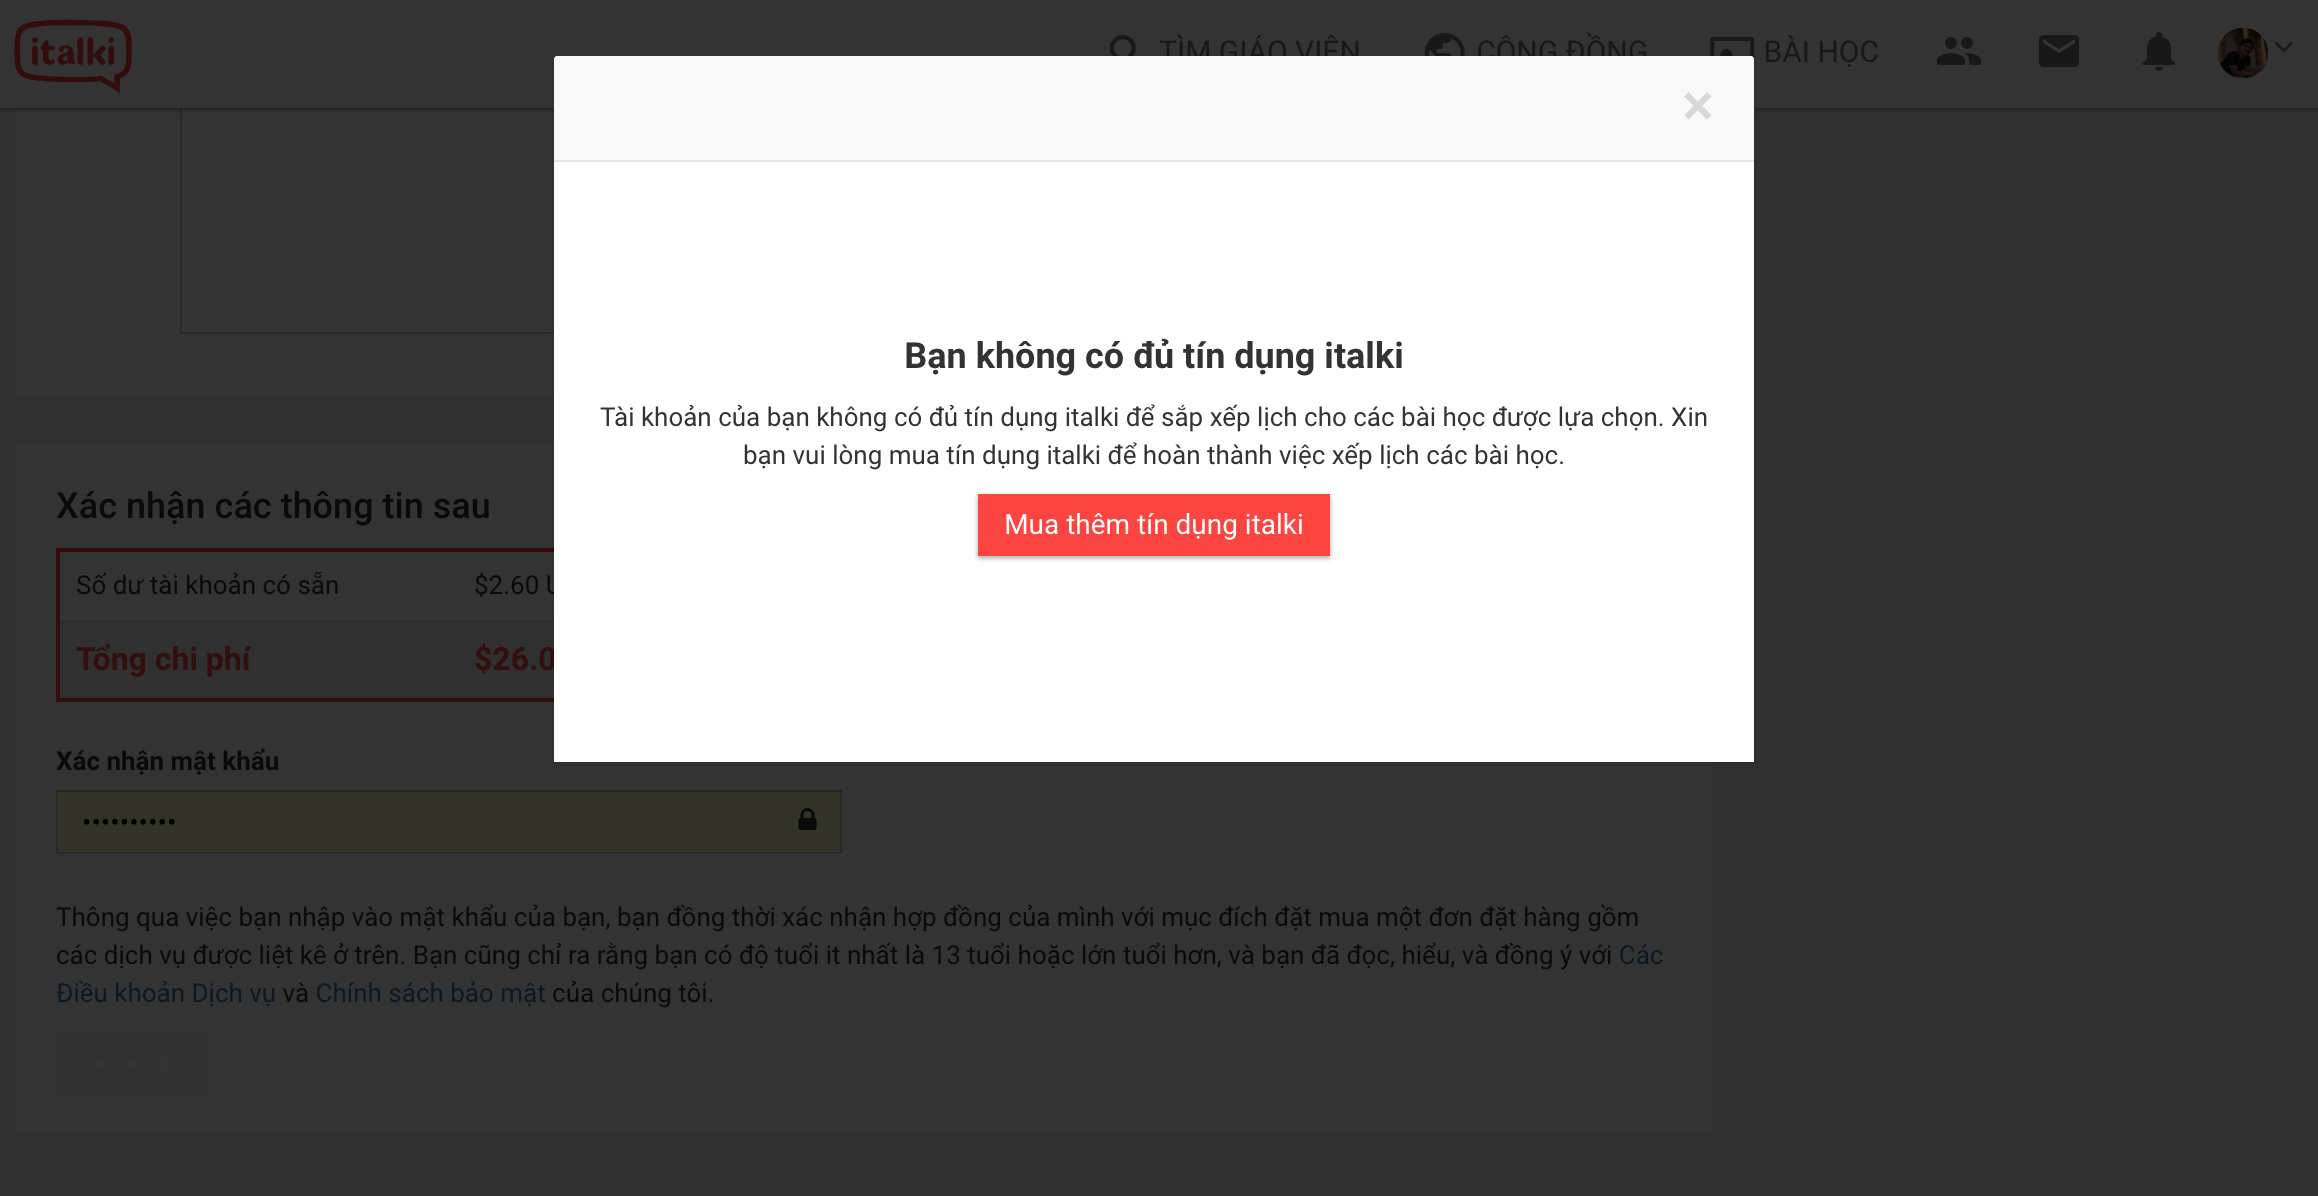 italki
TÌM GIÁO VIÊN
CỘNG ĐỒNG
BÀI HỌC
Bạn không có đủ tín dụng italki
Tài khoản của bạn không có đủ tín dụng italki để sắp xếp lịch cho các bài học được lựa chọn. Xin
bạn vui lòng mua tín dụng italki để hoàn thành việc xếp lịch các bài học.
Mua thêm tín dụng italki
Xác nhận các thông tin sau
Số dư tài khoản có sẵn $2.60
Tổng chi phí $26.0
Xác nhận mật khẩu
••••••••••
Thông qua việc bạn nhập vào mật khẩu của bạn, bạn đồng thời xác nhận hợp đồng của mình với mục đích đặt mua một đơn đặt hàng gồm
các dịch vụ được liệt kê ở trên. Bạn cũng chỉ ra rằng bạn có độ tuổi it nhất là 13 tuổi hoặc lớn tuổi hơn, và bạn đã đọc, hiểu, và đồng ý với Các
Điều khoản Dịch vụ và Chính sách bảo mật của chúng tôi.